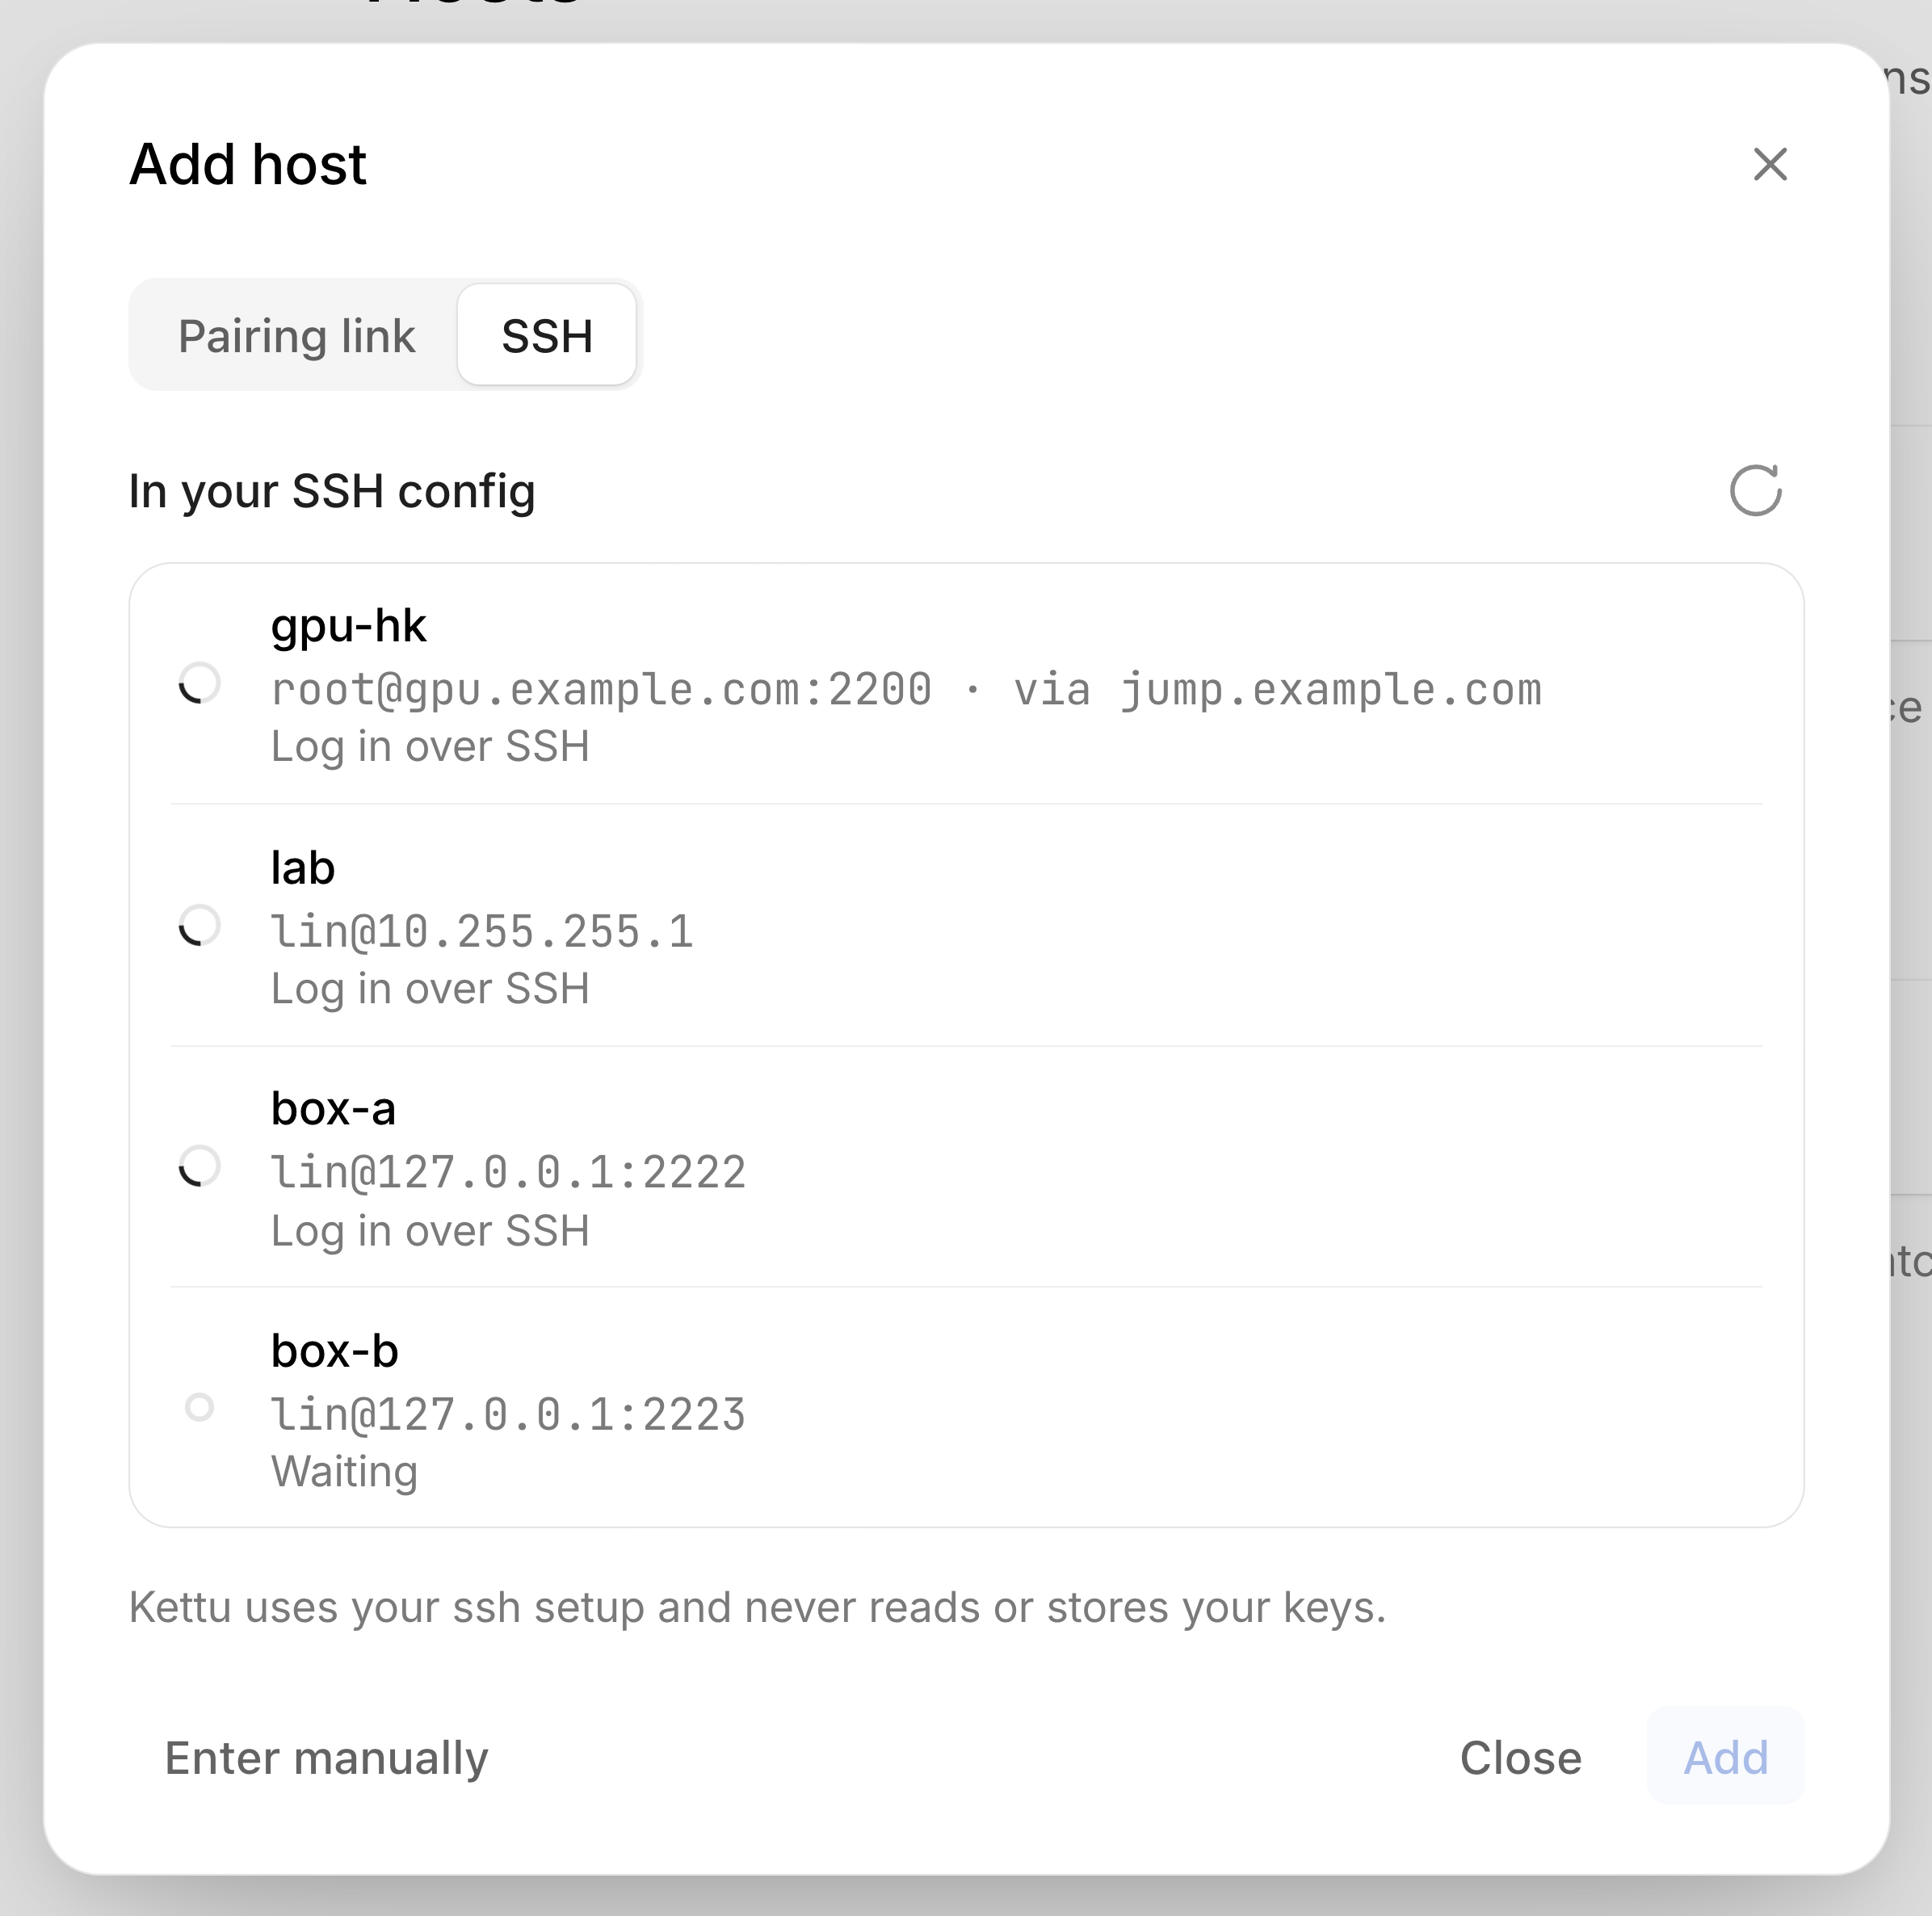 Add host
Pairing link
SSH
In your SSH config
gpu-hk
root@gpu.example.com:2200 · via jump.example.com
Log in over SSH
lab
lin@10.255.255.1
Log in over SSH
box-a
lin@127.0.0.1:2222
Log in over SSH
box-b
lin@127.0.0.1:2223
Waiting
Kettu uses your ssh setup and never reads or stores your keys.
Enter manually
Close
Add